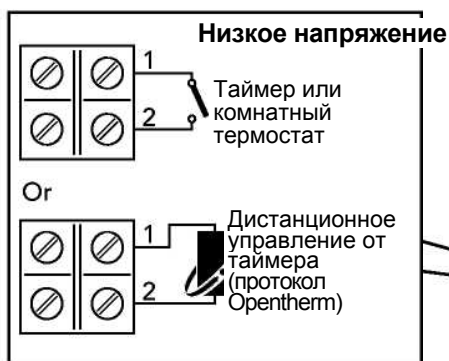 Низкое напряжение
1
2
Таймер или
комнатный
термостат
Or
1
2
Дистанционное
управление от
таймера
(протокол
Opentherm)